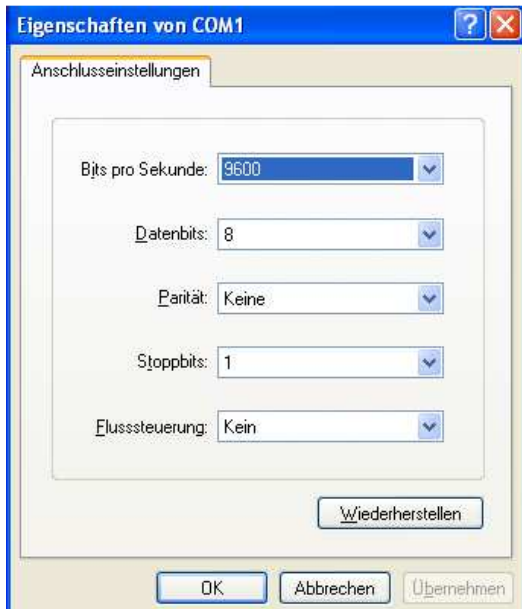 Eigenschaften von COM1
Anschlusseinstellungen
Bits pro Sekunde: 9600
Datenbits: 8
Parität: Keine
Stoppbits: 1
Flusssteuerung: Kein
Wiederherstellen
OK Abbrechen Übernehmen